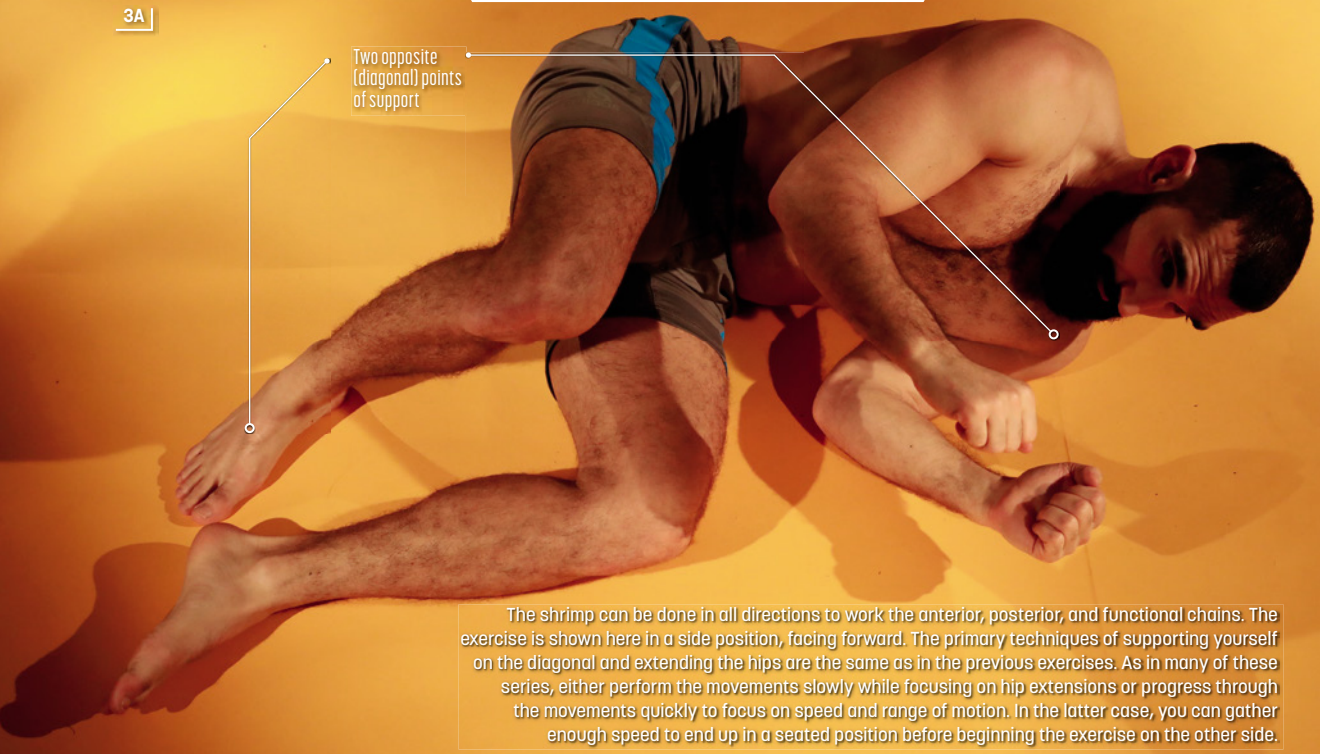 3A
Two opposite
(diagonal) points
of support
The shrimp can be done in all directions to work the anterior, posterior, and functional chains. The
exercise is shown here in a side position, facing forward. The primary techniques of supporting yourself
on the diagonal and extending the hips are the same as in the previous exercises. As in many of these
series, either perform the movements slowly while focusing on hip extensions or progress through
the movements quickly to focus on speed and range of motion. In the latter case, you can gather
enough speed to end up in a seated position before beginning the exercise on the other side.